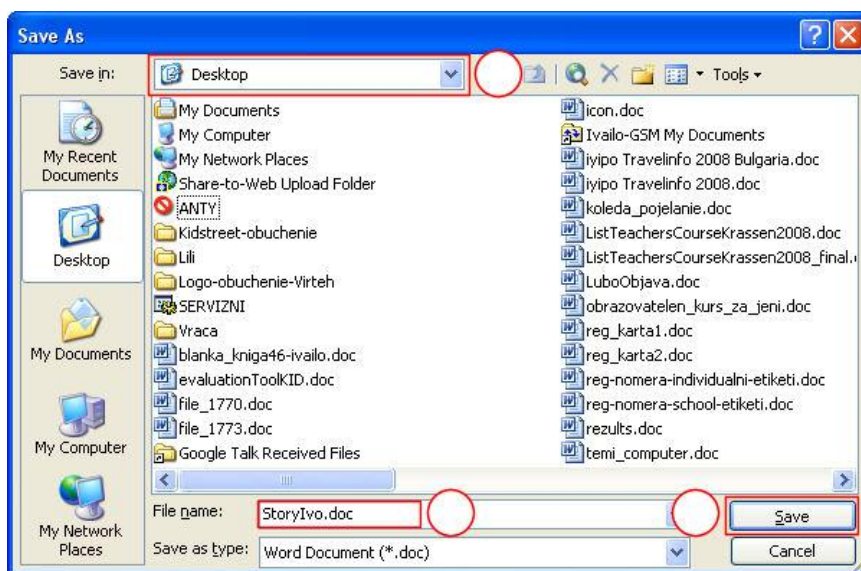 Save As
Save in:
Desktop
Tools
My Recent
Documents
Desktop
My Documents
My Computer
My Network
Places
My Documents
My Computer
My Network Places
Share-to-Web Upload Folder
ANTY
Kidstreet-obuchenie
Lili
Logo-obuchenie-Virteh
SERVIZNI
Vraca
blanka_kniga46-ivailo.doc
evaluationToolKID.doc
file_1770.doc
file_1773.doc
Google Talk Received Files
icon.doc
Ivailo-GSM My Documents
iyipo Travelinfo 2008 Bulgaria.doc
iyipo Travelinfo 2008.doc
koleda_pojelanie.doc
ListTeachersCourseKrassen2008.doc
ListTeachersCourseKrassen2008_final.
LuboObjava.doc
obrazovatelen_kurs_za_jeni.doc
reg_karta1.doc
reg_karta2.doc
reg-nomera-individualni-etiketi.doc
reg-nomera-school-etiketi.doc
rezults.doc
temi_computer.doc
File name:
StoryIvo.doc
Save
Save as type:
Word Document (*.doc)
Cancel